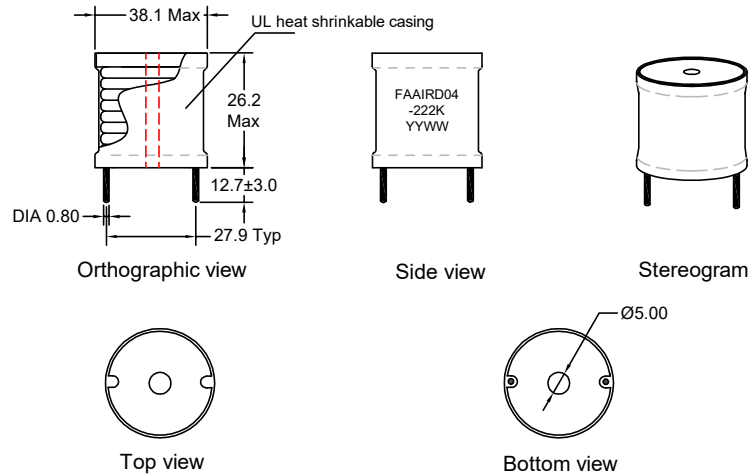 38.1 Max
UL heat shrinkable casing
26.2
Max
12.7±3.0
DIA 0.80
27.9 Typ
Orthographic view
FAAIRD04
-222K
YYWW
Side view
Stereogram
Top view
Ø5.00
Bottom view